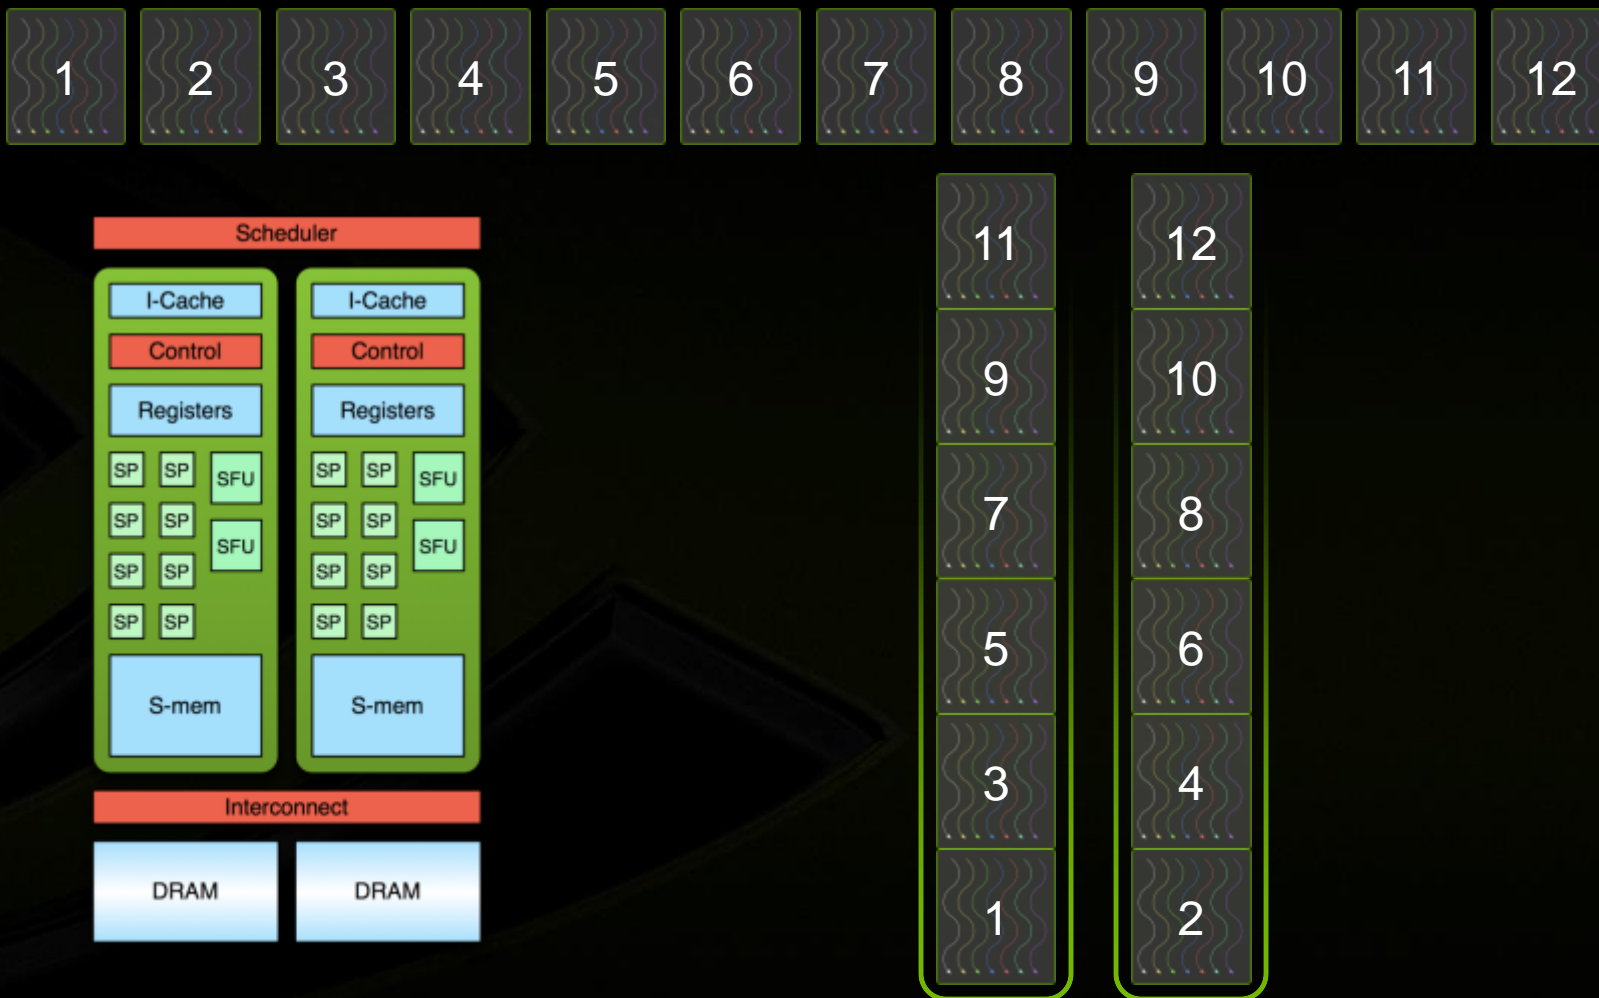 1 2 3 4 5 6 7 8 9 10 11 12
Scheduler
I-Cache I-Cache
Control Control
Registers Registers
SP SP SFU SP SP SFU
SP SP SP SP
SFU SFU
SP SP SP SP
SP SP SP SP
S-mem S-mem
Interconnect
DRAM DRAM
11 12
9 10
7 8
5 6
3 4
1 2